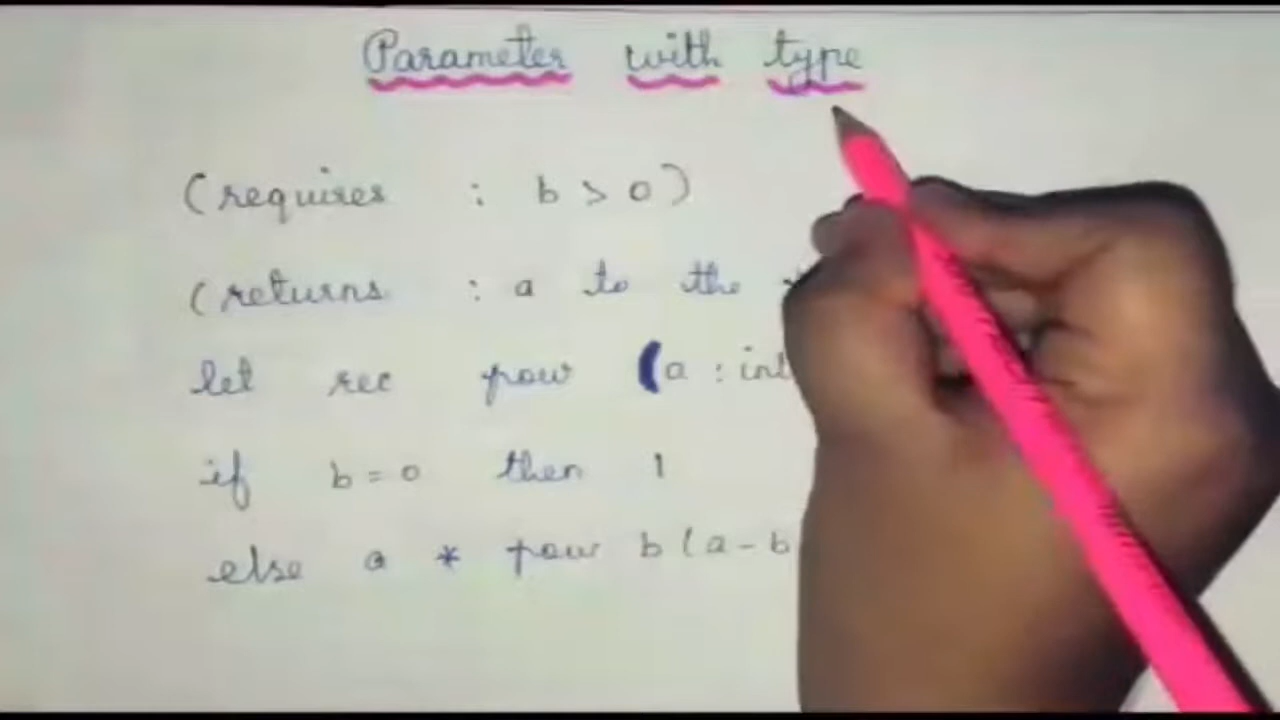 Parameter with type
(requires : b > 0)
(returns : a to the
let rec pow (a : int
if b = 0 then 1
else a * pow b (a - b